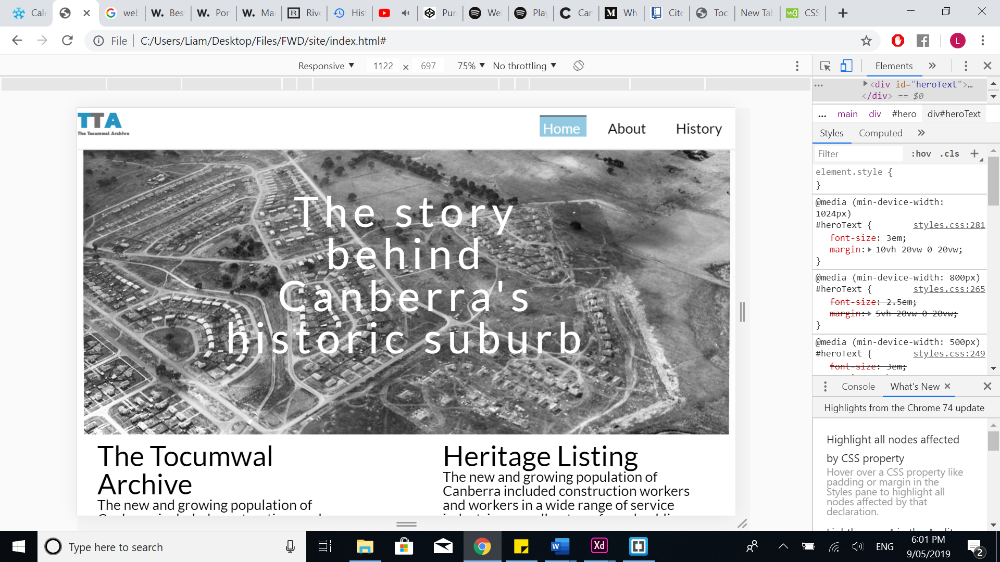 Cale
web
W. Bes
W. Por
W. Ma
R Rivo
Hist
Pur
We
Play
C Car
M Wh
Cite
Toc
New Tab
w3 CSS
File
C:/Users/Liam/Desktop/Files/FWD/site/index.html#
L
Responsive ▼ 1122 × 697 75% ▼ No throttling ▼
Elements »
<div id="heroText">…
</div> == $0
... main div #hero div#heroText
Styles Computed »
Filter :hov .cls +
element.style {
}
@media (min-device-width:
1024px)
#heroText { styles.css:281
font-size: 3em;
margin:▶ 10vh 20vw 0 20vw;
}
@media (min-device-width: 800px)
#heroText { styles.css:265
font-size: 2.5em;
margin:▶ 5vh 20vw 0 20vw;
}
@media (min-device-width: 500px)
#heroText { styles.css:249
font-size: 3em;
Console What's New ×
Highlights from the Chrome 74 update
Highlight all nodes affected
by CSS property
Hover over a CSS property like
padding or margin in the
Styles pane to highlight all
nodes affected by that
declaration.
TTA
The Tocumwal Archive
Home About History
The story
behind
Canberra's
historic suburb
The Tocumwal
Archive
The new and growing population of
Heritage Listing
The new and growing population of
Canberra included construction workers
and workers in a wide range of service
Type here to search
W
Xd
ENG
6:01 PM
9/05/2019
2